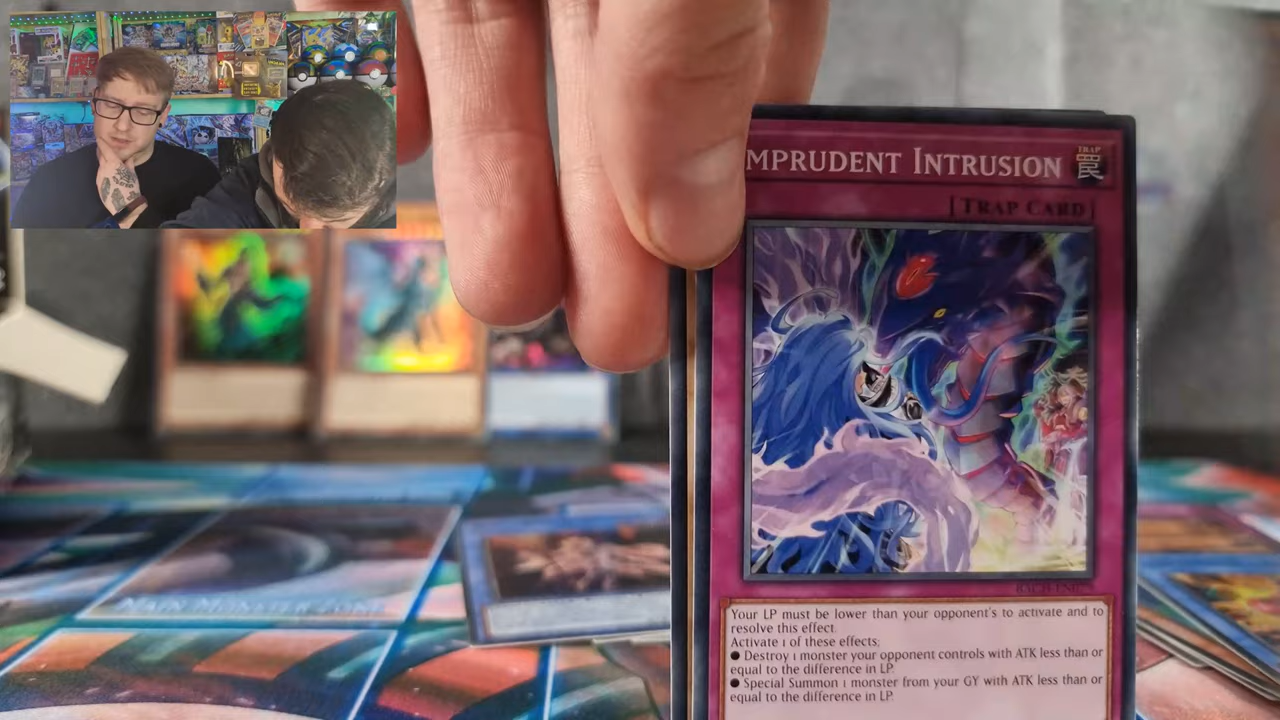 MPRUDENT INTRUSION
TRAP
罠
[TRAP CARD]
Your LP must be lower than your opponent's to activate and to
resolve this effect.
Activate 1 of these effects;
● Destroy 1 monster your opponent controls with ATK less than or
equal to the difference in LP.
● Special Summon 1 monster from your GY with ATK less than or
equal to the difference in LP.
MAIN MONSTER ZONE